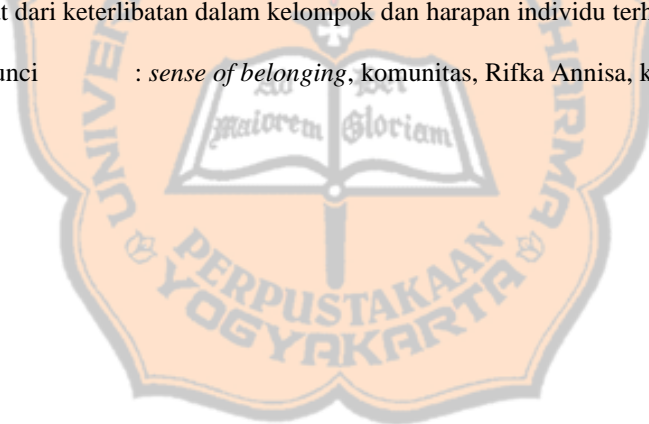 t dari keterlibatan dalam kelompok dan harapan individu terh
unci : sense of belonging, komunitas, Rifka Annisa, k
Ad Dei
Maiorem Gloriam
PERPUSTAKAAN
YOGYAKARTA